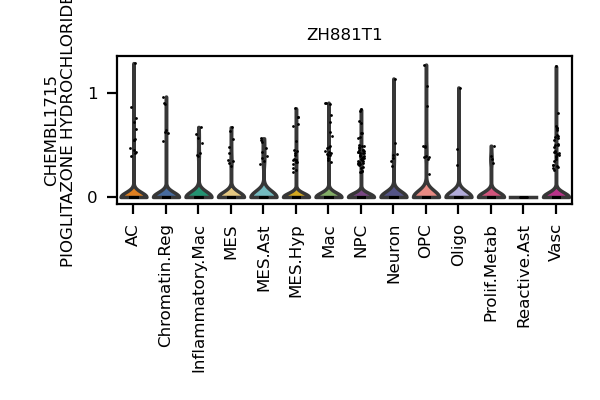 ZH881T1
CHEMBL1715
PIOGLITAZONE HYDROCHLORIDE
1
0
AC
Chromatin.Reg
Inflammatory.Mac
MES
MES.Ast
MES.Hyp
Mac
NPC
Neuron
OPC
Oligo
Prolif.Metab
Reactive.Ast
Vasc